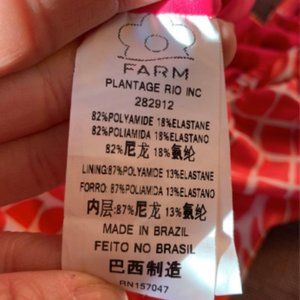 FARM
PLANTAGE RIO INC
282912
82%POLYAMIDE 18%ELASTANE
82%POLIAMIDA 18%ELASTANO
82%尼龙 18%氨纶
LINING:87%POLYAMIDE 13%ELASTANE
FORRO: 87%POLIAMIDA 13%ELASTANO
内层:87%尼龙 13%氨纶
MADE IN BRAZIL
FEITO NO BRASIL
巴西制造
RN157047